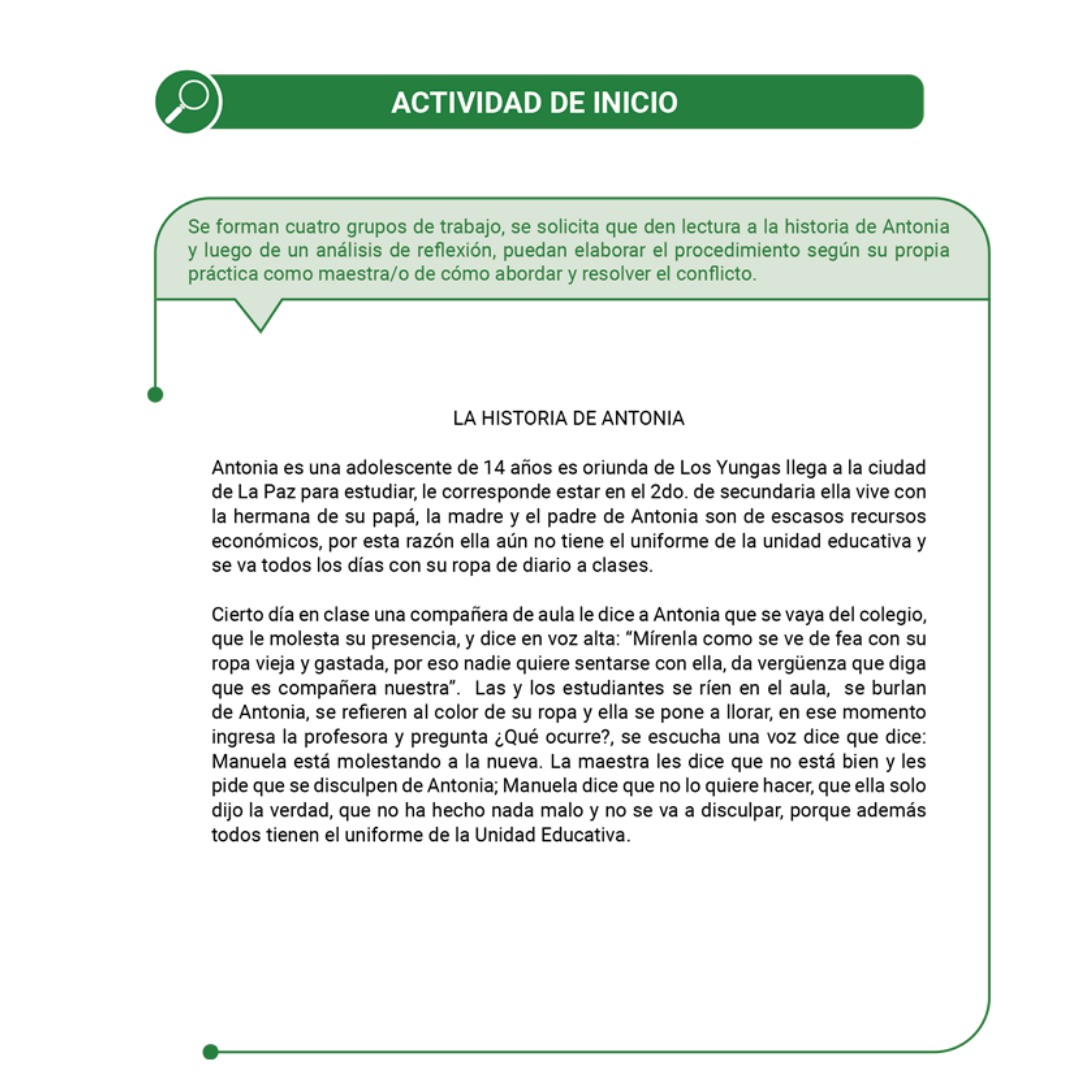 ACTIVIDAD DE INICIO
Se forman cuatro grupos de trabajo, se solicita que den lectura a la historia de Antonia
y luego de un análisis de reflexión, puedan elaborar el procedimiento según su propia
práctica como maestra/o de cómo abordar y resolver el conflicto.
LA HISTORIA DE ANTONIA
Antonia es una adolescente de 14 años es oriunda de Los Yungas llega a la ciudad
de La Paz para estudiar, le corresponde estar en el 2do. de secundaria ella vive con
la hermana de su papá, la madre y el padre de Antonia son de escasos recursos
económicos, por esta razón ella aún no tiene el uniforme de la unidad educativa y
se va todos los días con su ropa de diario a clases.
Cierto día en clase una compañera de aula le dice a Antonia que se vaya del colegio,
que le molesta su presencia, y dice en voz alta: “Mírenla como se ve de fea con su
ropa vieja y gastada, por eso nadie quiere sentarse con ella, da vergüenza que diga
que es compañera nuestra”. Las y los estudiantes se ríen en el aula, se burlan
de Antonia, se refieren al color de su ropa y ella se pone a llorar, en ese momento
ingresa la profesora y pregunta ¿Qué ocurre?, se escucha una voz dice que dice:
Manuela está molestando a la nueva. La maestra les dice que no está bien y les
pide que se disculpen de Antonia; Manuela dice que no lo quiere hacer, que ella solo
dijo la verdad, que no ha hecho nada malo y no se va a disculpar, porque además
todos tienen el uniforme de la Unidad Educativa.